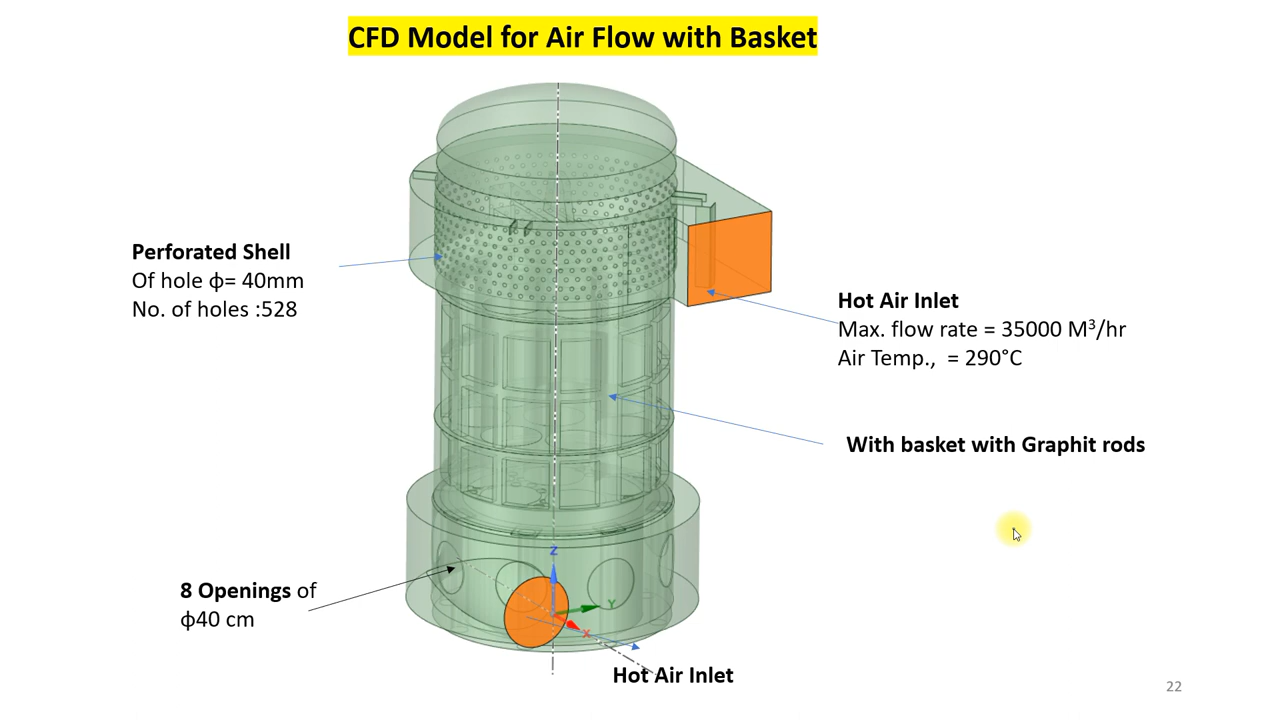 CFD Model for Air Flow with Basket
Perforated Shell
Of hole ϕ= 40mm
No. of holes :528
Hot Air Inlet
Max. flow rate = 35000 M³/hr
Air Temp., = 290°C
With basket with Graphit rods
8 Openings of
ϕ40 cm
Z
Y
X
Hot Air Inlet
22